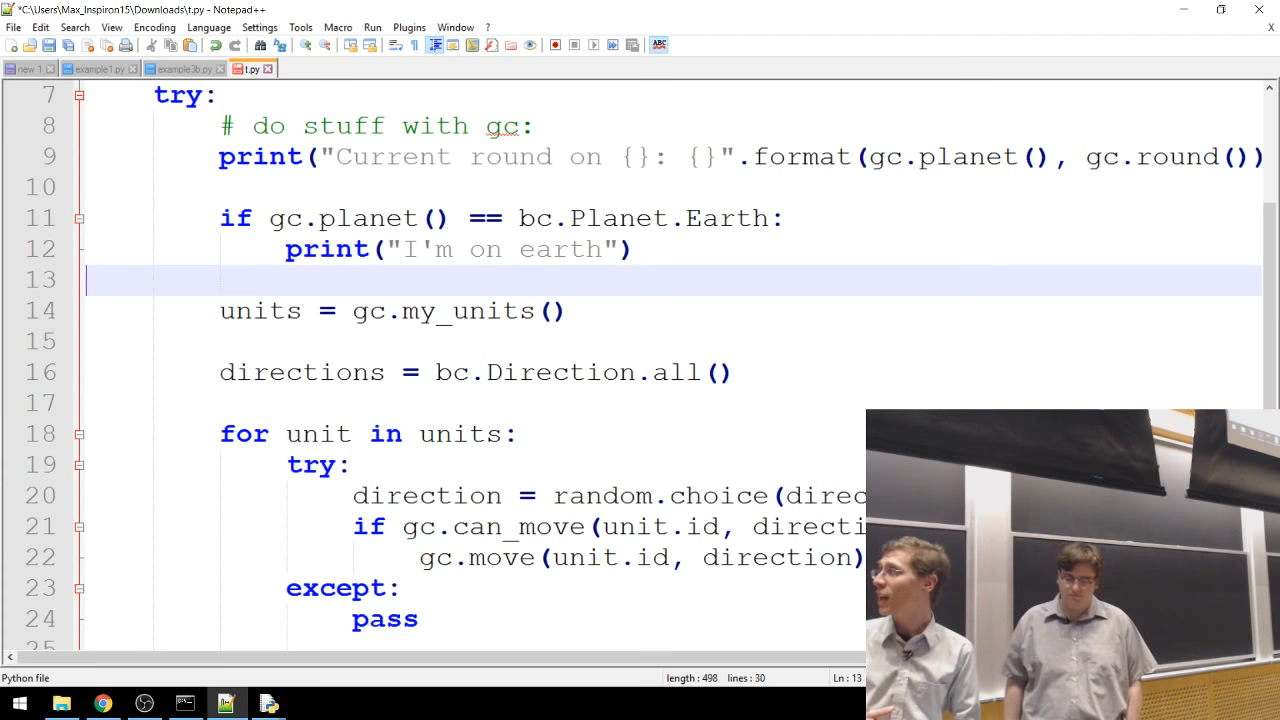 *C:\Users\Max_Inspiron15\Downloads\t.py - Notepad++
File Edit Search View Encoding Language Settings Tools Macro Run Plugins Window ? X
new 1 example1.py example3b.py t.py
7 try:
8 # do stuff with gc:
9 print("Current round on {}: {}".format(gc.planet(), gc.round())
10
11 if gc.planet() == bc.Planet.Earth:
12 print("I'm on earth")
13
14 units = gc.my_units()
15
16 directions = bc.Direction.all()
17
18 for unit in units:
19 try:
20 direction = random.choice(direc
21 if gc.can_move(unit.id, directi
22 gc.move(unit.id, direction)
23 except:
24 pass
25
Python file length : 498 lines : 30 Ln : 13